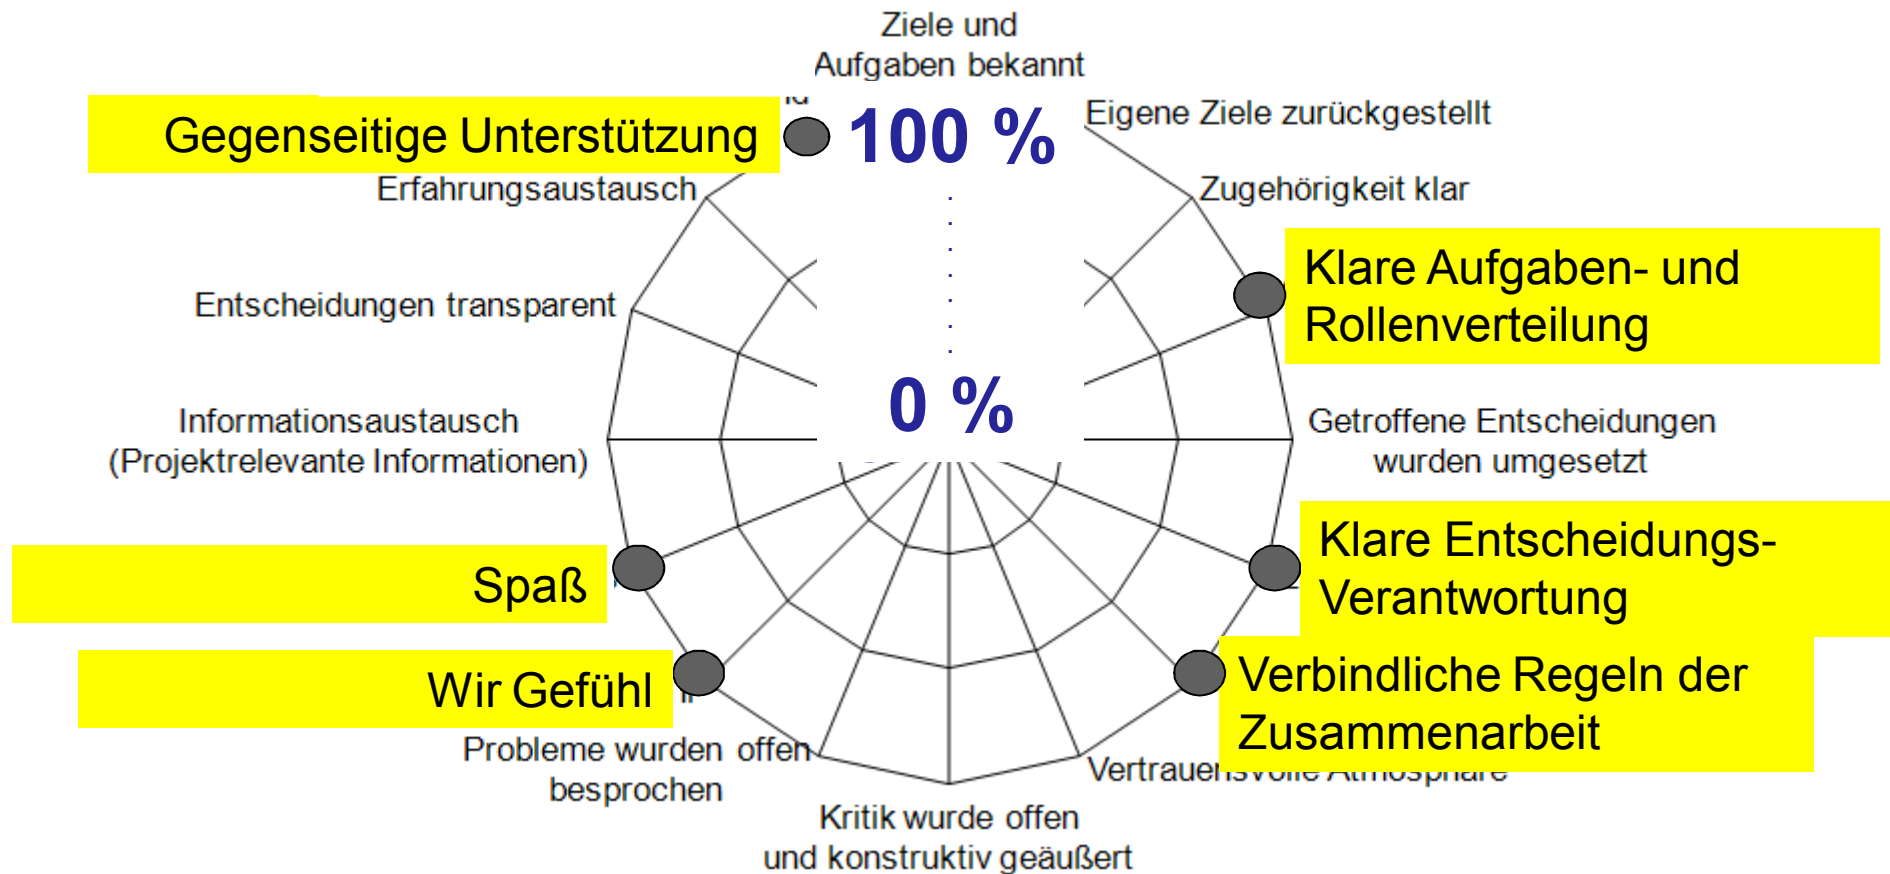 Ziele und
Aufgaben bekannt
Gegenseitige Unterstützung
100 %
Eigene Ziele zurückgestellt
Erfahrungsaustausch
Zugehörigkeit klar
Klare Aufgaben- und
Rollenverteilung
Entscheidungen transparent
0 %
Informationsaustausch
(Projektrelevante Informationen)
Getroffene Entscheidungen
wurden umgesetzt
Klare Entscheidungs-
Verantwortung
Spaß
Wir Gefühl
Verbindliche Regeln der
Zusammenarbeit
Probleme wurden offen
besprochen
Vertrauensvolle Atmosphäre
Kritik wurde offen
und konstruktiv geäußert